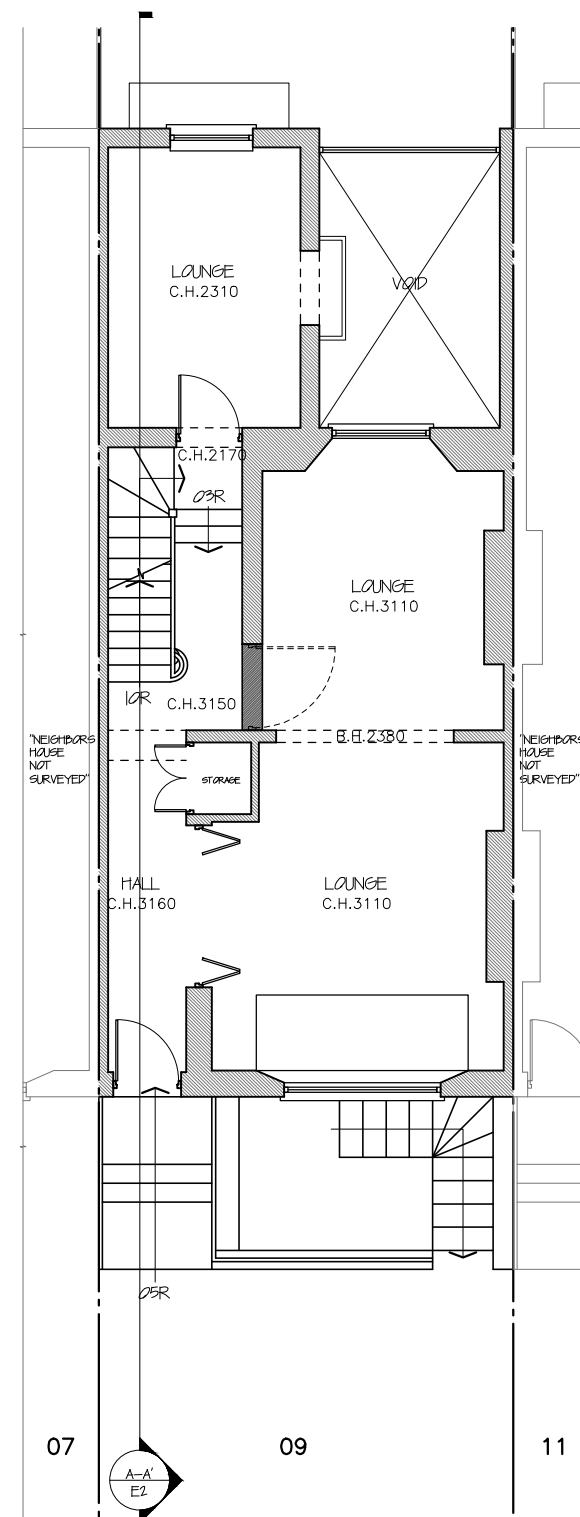 LOUNGE
C.H.2310
VOID
C.H.2170
03R
LOUNGE
C.H.3110
10R
C.H.3150
B.H.2380
"NEIGHBORS
HOUSE
NOT
SURVEYED"
STORAGE
"NEIGHBORS
HOUSE
NOT
SURVEYED"
HALL
C.H.3160
LOUNGE
C.H.3110
05R
07
09
11
A-A'
E2